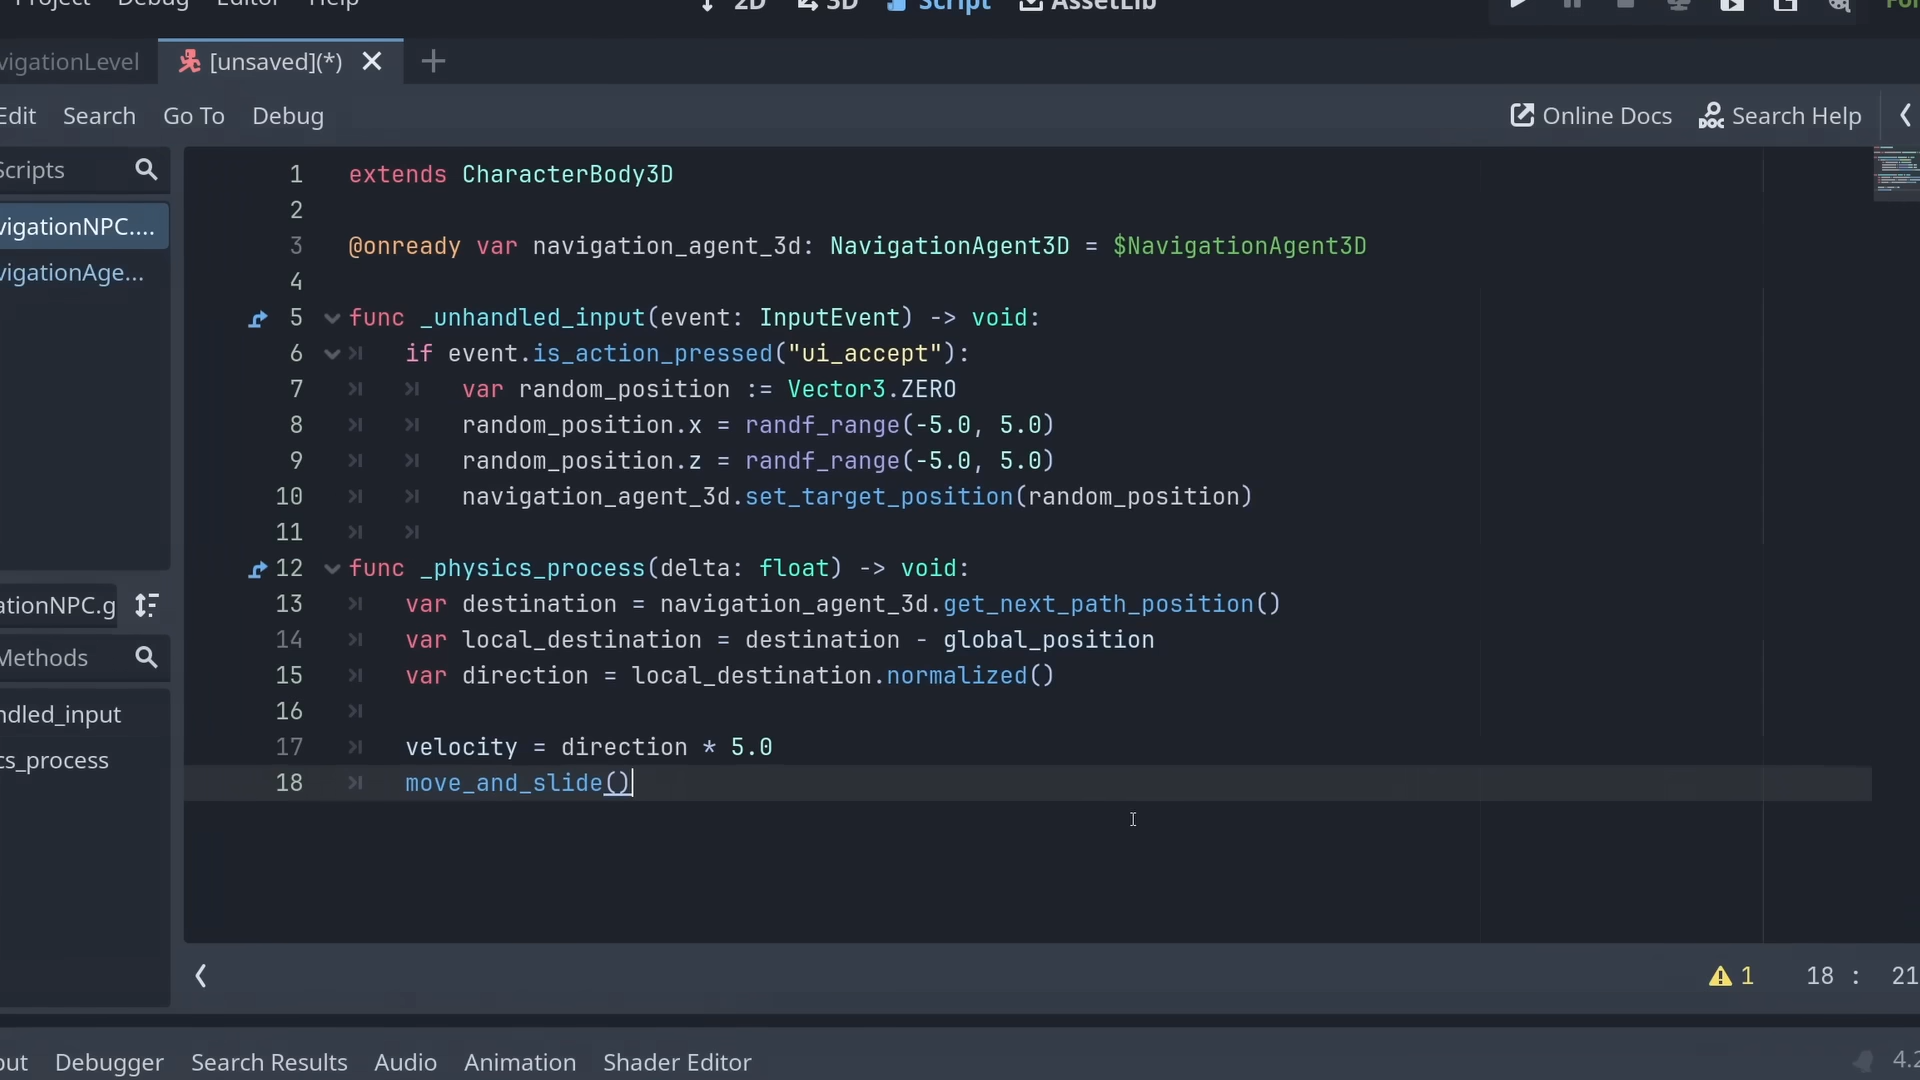 Project Debug Editor Help
2D 3D Script AssetLib
vigationLevel [unsaved](*)
Edit Search Go To Debug
Online Docs Search Help
Scripts
vigationNPC....
vigationAge...
ationNPC.g
Methods
ndled_input
cs_process
1 extends CharacterBody3D
2
3 @onready var navigation_agent_3d: NavigationAgent3D = $NavigationAgent3D
4
5 func _unhandled_input(event: InputEvent) -> void:
6 if event.is_action_pressed("ui_accept"):
7 var random_position := Vector3.ZERO
8 random_position.x = randf_range(-5.0, 5.0)
9 random_position.z = randf_range(-5.0, 5.0)
10 navigation_agent_3d.set_target_position(random_position)
11
12 func _physics_process(delta: float) -> void:
13 var destination = navigation_agent_3d.get_next_path_position()
14 var local_destination = destination - global_position
15 var direction = local_destination.normalized()
16
17 velocity = direction * 5.0
18 move_and_slide()
1 18 : 21
put Debugger Search Results Audio Animation Shader Editor
4.2